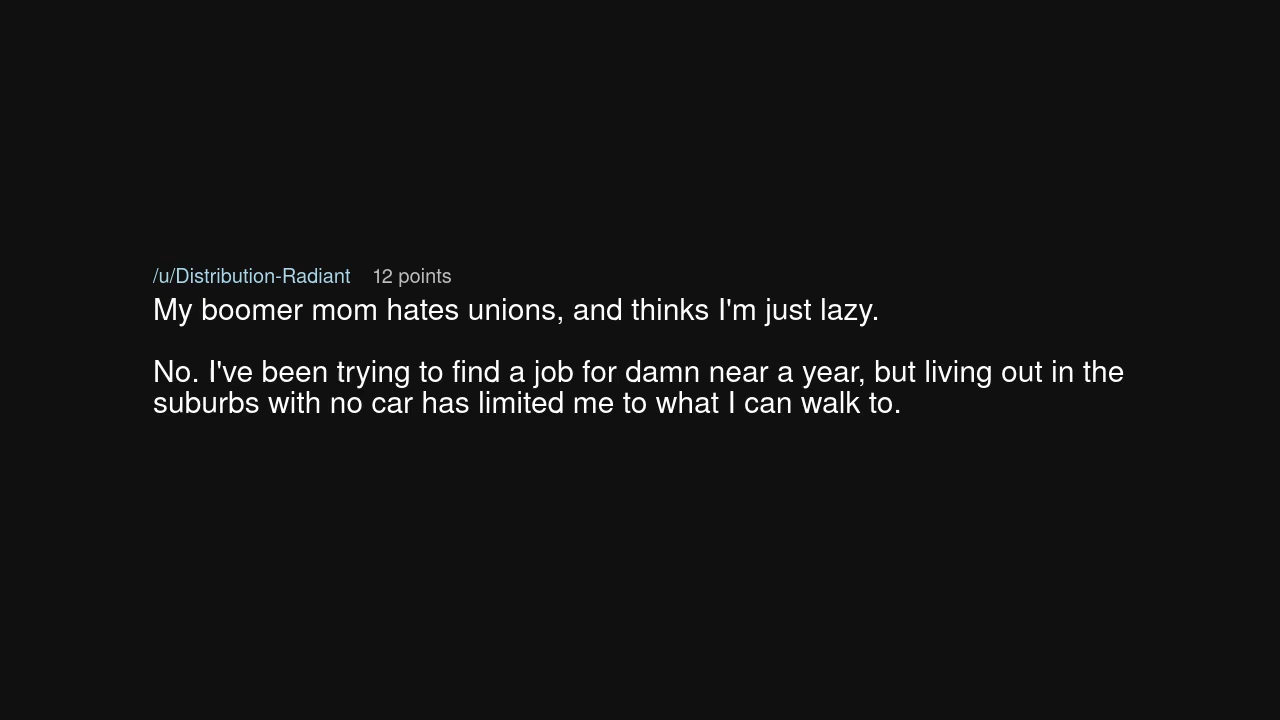 /u/Distribution-Radiant 12 points
My boomer mom hates unions, and thinks I'm just lazy.
No. I've been trying to find a job for damn near a year, but living out in the
suburbs with no car has limited me to what I can walk to.